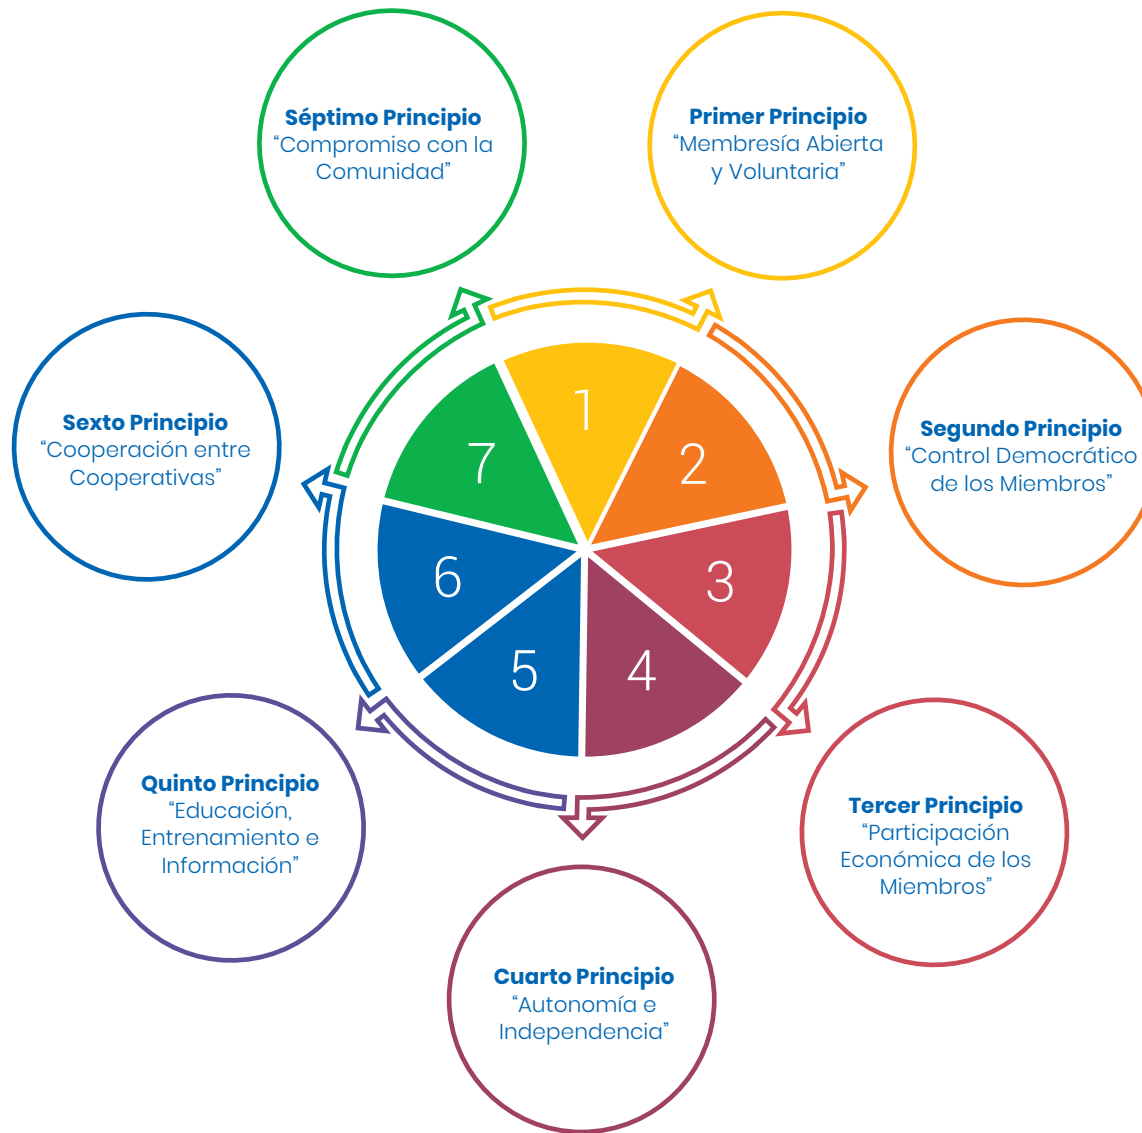 Primer Principio
“Membresía Abierta
y Voluntaria”
Segundo Principio
“Control Democrático
de los Miembros”
Tercer Principio
“Participación
Económica de los
Miembros”
Cuarto Principio
“Autonomía e
Independencia”
Quinto Principio
“Educación,
Entrenamiento e
Información”
Sexto Principio
“Cooperación entre
Cooperativas”
Séptimo Principio
“Compromiso con la
Comunidad”
1
2
3
4
5
6
7